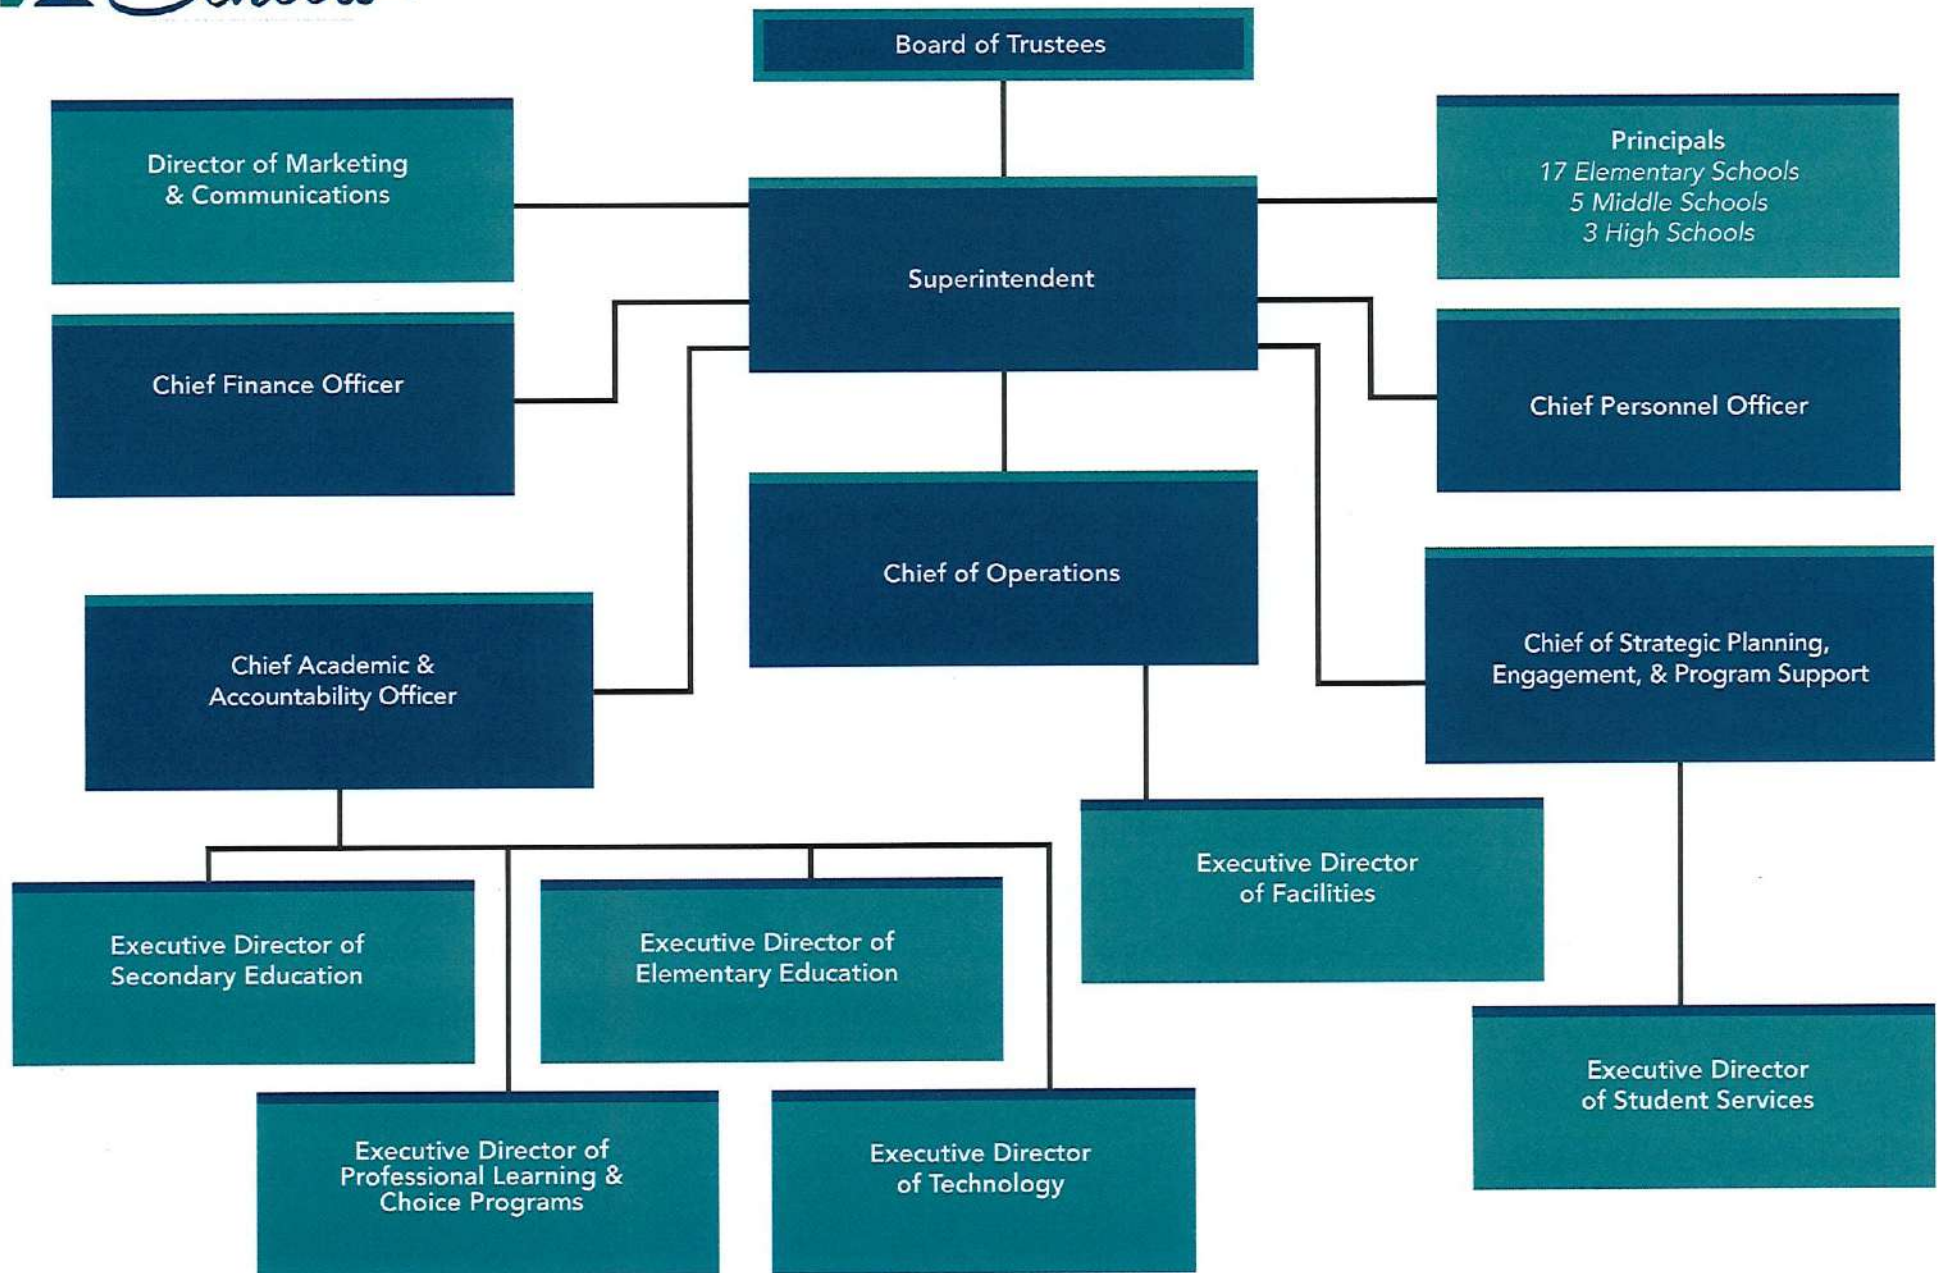 Schools
Board of Trustees
Director of Marketing
& Communications
Principals
17 Elementary Schools
5 Middle Schools
3 High Schools
Superintendent
Chief Finance Officer
Chief Personnel Officer
Chief of Operations
Chief Academic &
Accountability Officer
Chief of Strategic Planning,
Engagement, & Program Support
Executive Director
of Facilities
Executive Director of
Secondary Education
Executive Director of
Elementary Education
Executive Director
of Student Services
Executive Director of
Professional Learning &
Choice Programs
Executive Director
of Technology